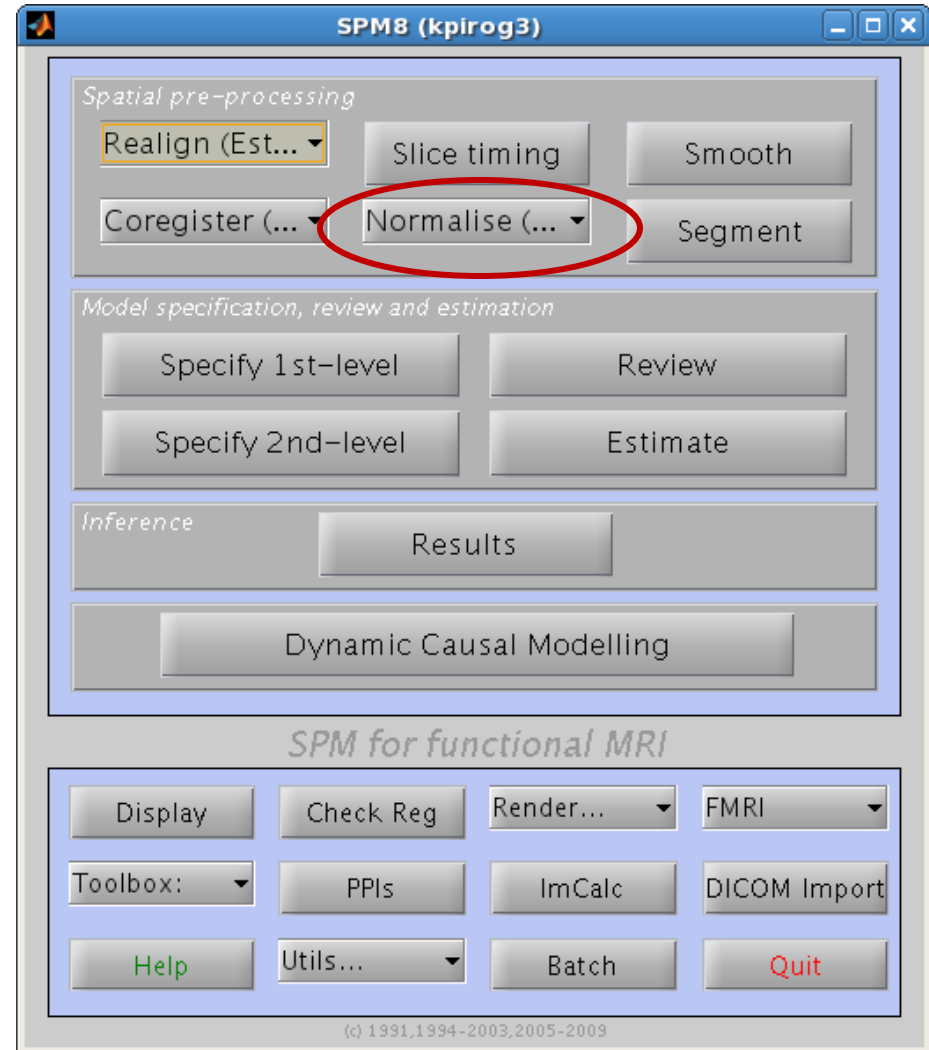 SPM8 (kpirog3)
Spatial pre-processing
Realign (Est...
Slice timing
Smooth
Coregister (...
Normalise (...
Segment
Model specification, review and estimation
Specify 1st-level
Review
Specify 2nd-level
Estimate
Inference
Results
Dynamic Causal Modelling
SPM for functional MRI
Display
Check Reg
Render...
FMRI
Toolbox:
PPIs
ImCalc
DICOM Import
Help
Utils...
Batch
Quit
(c) 1991,1994-2003,2005-2009